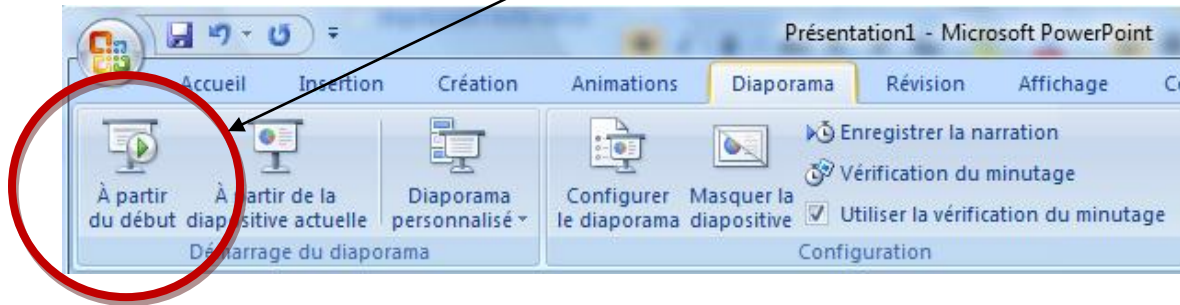 Présentation1 - Microsoft PowerPoint
Accueil Insertion Création Animations Diaporama Révision Affichage
À partir du début
À partir de la diapositive actuelle
Diaporama personnalisé
Configurer le diaporama
Masquer la diapositive
Enregistrer la narration
Vérification du minutage
Utiliser la vérification du minutage
Démarrage du diaporama
Configuration